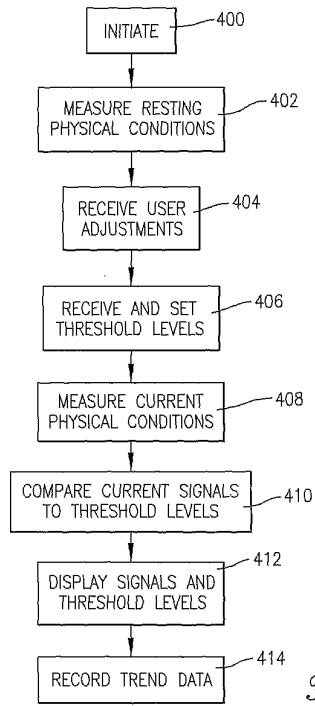 INITIATE
400
MEASURE RESTING
PHYSICAL CONDITIONS
402
RECEIVE USER
ADJUSTMENTS
404
RECEIVE AND SET
THRESHOLD LEVELS
406
MEASURE CURRENT
PHYSICAL CONDITIONS
408
COMPARE CURRENT SIGNALS
TO THRESHOLD LEVELS
410
DISPLAY SIGNALS AND
THRESHOLD LEVELS
412
RECORD TREND DATA
414